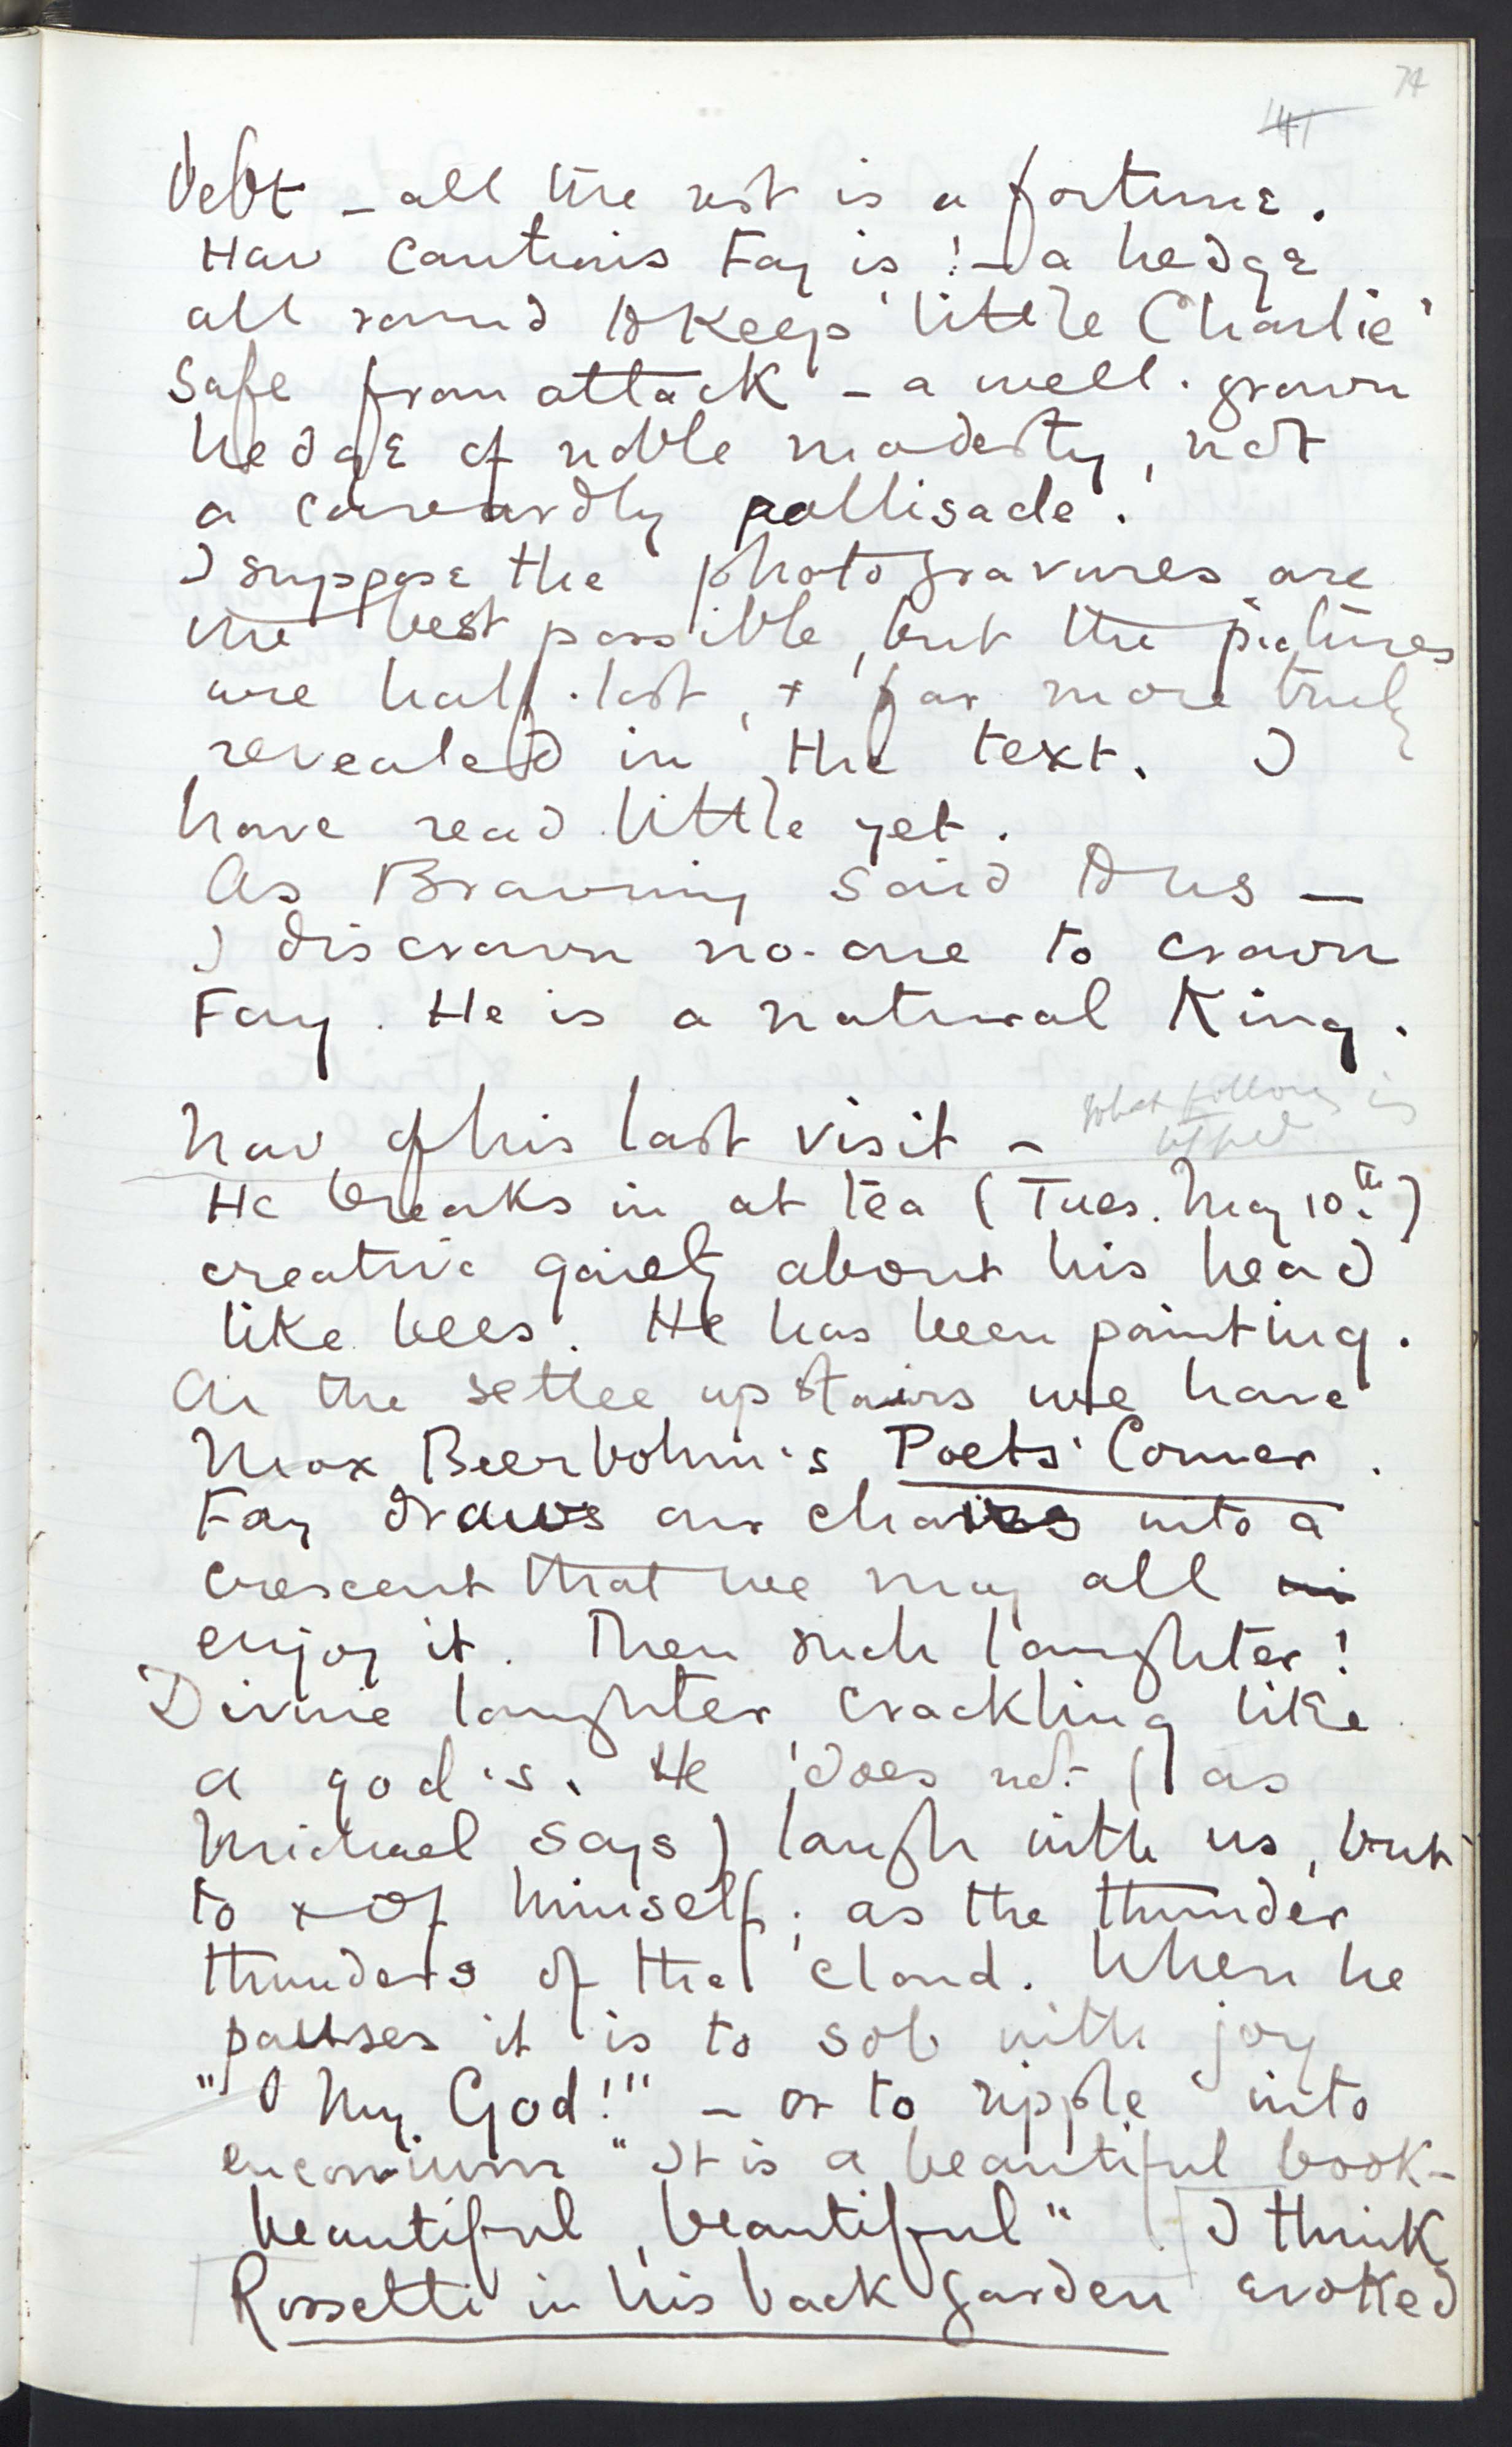 74
141
debt – all the rest is a fortune.
How cautious Fay is! – a hedge
all round to keep 'little Charlie'
safe from attack – a well-grown
hedge of noble modesty, not
a cowardly pallisade.
I suppose the photogravures are
the best possible, but the pictures
are half-lost, + far more truly
revealed in the text. I
have read little yet.
As Browning said to us –
I discrown no-one to crown
Fay. He is a natural King.
Now of his last visit –
what follows is
typed
He breaks in at tea (Tues. May 10th.)
creative gaiety about his head
like bees. He has been painting.
On the settee upstairs we have
Max Beerbohm's Poets' Corner.
Fay draws our chairs into a
crescent that we may all in
enjoy it. Then such laughter!
Divine laughter, crackling like
a god's. He does not (as
Michael says) laugh with us, but
to + of himself; as the thunder
thunders of the cloud. When he
pauses it is to sob with joy
"O my God!" – or to ripple into
encomium "It is a beautiful book –
beautiful, beautiful". I think
Rossetti in his back garden evoked